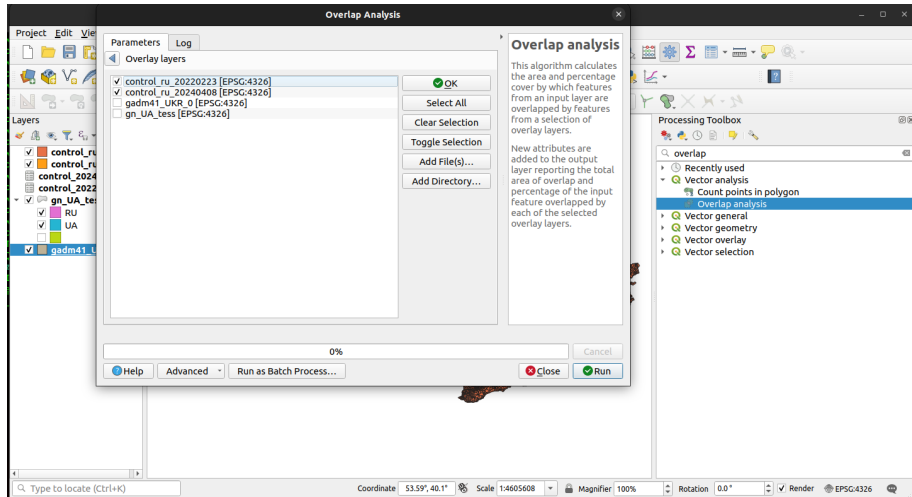 Overlap Analysis
Project Edit Vie
Parameters Log
Overlay layers
control_ru_20220223 [EPSG:4326]
control_ru_20240408 [EPSG:4326]
gadm41_UKR_0 [EPSG:4326]
gn_UA_tess [EPSG:4326]
OK
Select All
Clear Selection
Toggle Selection
Add File(s)...
Add Directory...
Overlap analysis
This algorithm calculates
the area and percentage
cover by which features
from an input layer are
overlapped by features
from a selection of
overlay layers.
New attributes are
added to the output
layer reporting the total
area of overlap and
percentage of the input
feature overlapped by
each of the selected
overlay layers.
0%
Cancel
Help Advanced Run as Batch Process... Close Run
Layers
control_ru
control_ru
control_2024
control_2022
gn_UA_tes
RU
UA
gadm41_U
Processing Toolbox
overlap
Recently used
Vector analysis
Count points in polygon
Overlap analysis
Vector general
Vector geometry
Vector overlay
Vector selection
Type to locate (Ctrl+K) Coordinate 53.59°, 40.1° Scale 1:4605608 Magnifier 100% Rotation 0.0° Render EPSG:4326